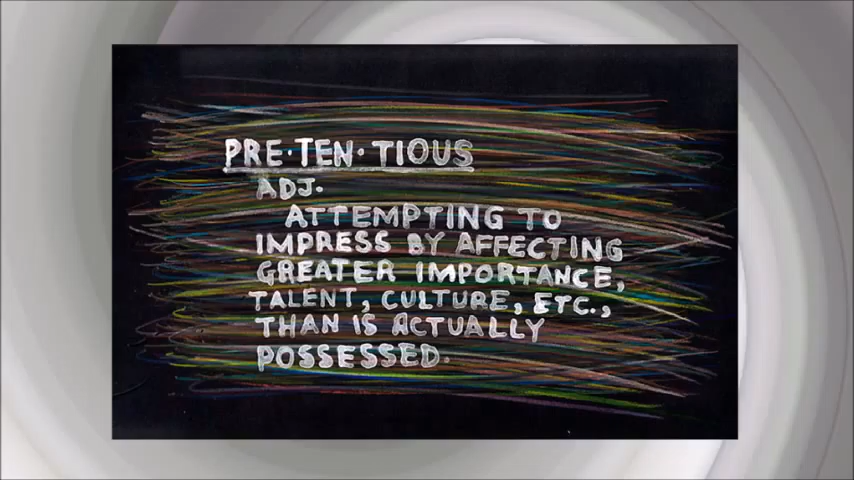 PRE·TEN·TIOUS
ADJ.
ATTEMPTING TO
IMPRESS BY AFFECTING
GREATER IMPORTANCE,
TALENT, CULTURE, ETC.,
THAN IS ACTUALLY
POSSESSED.